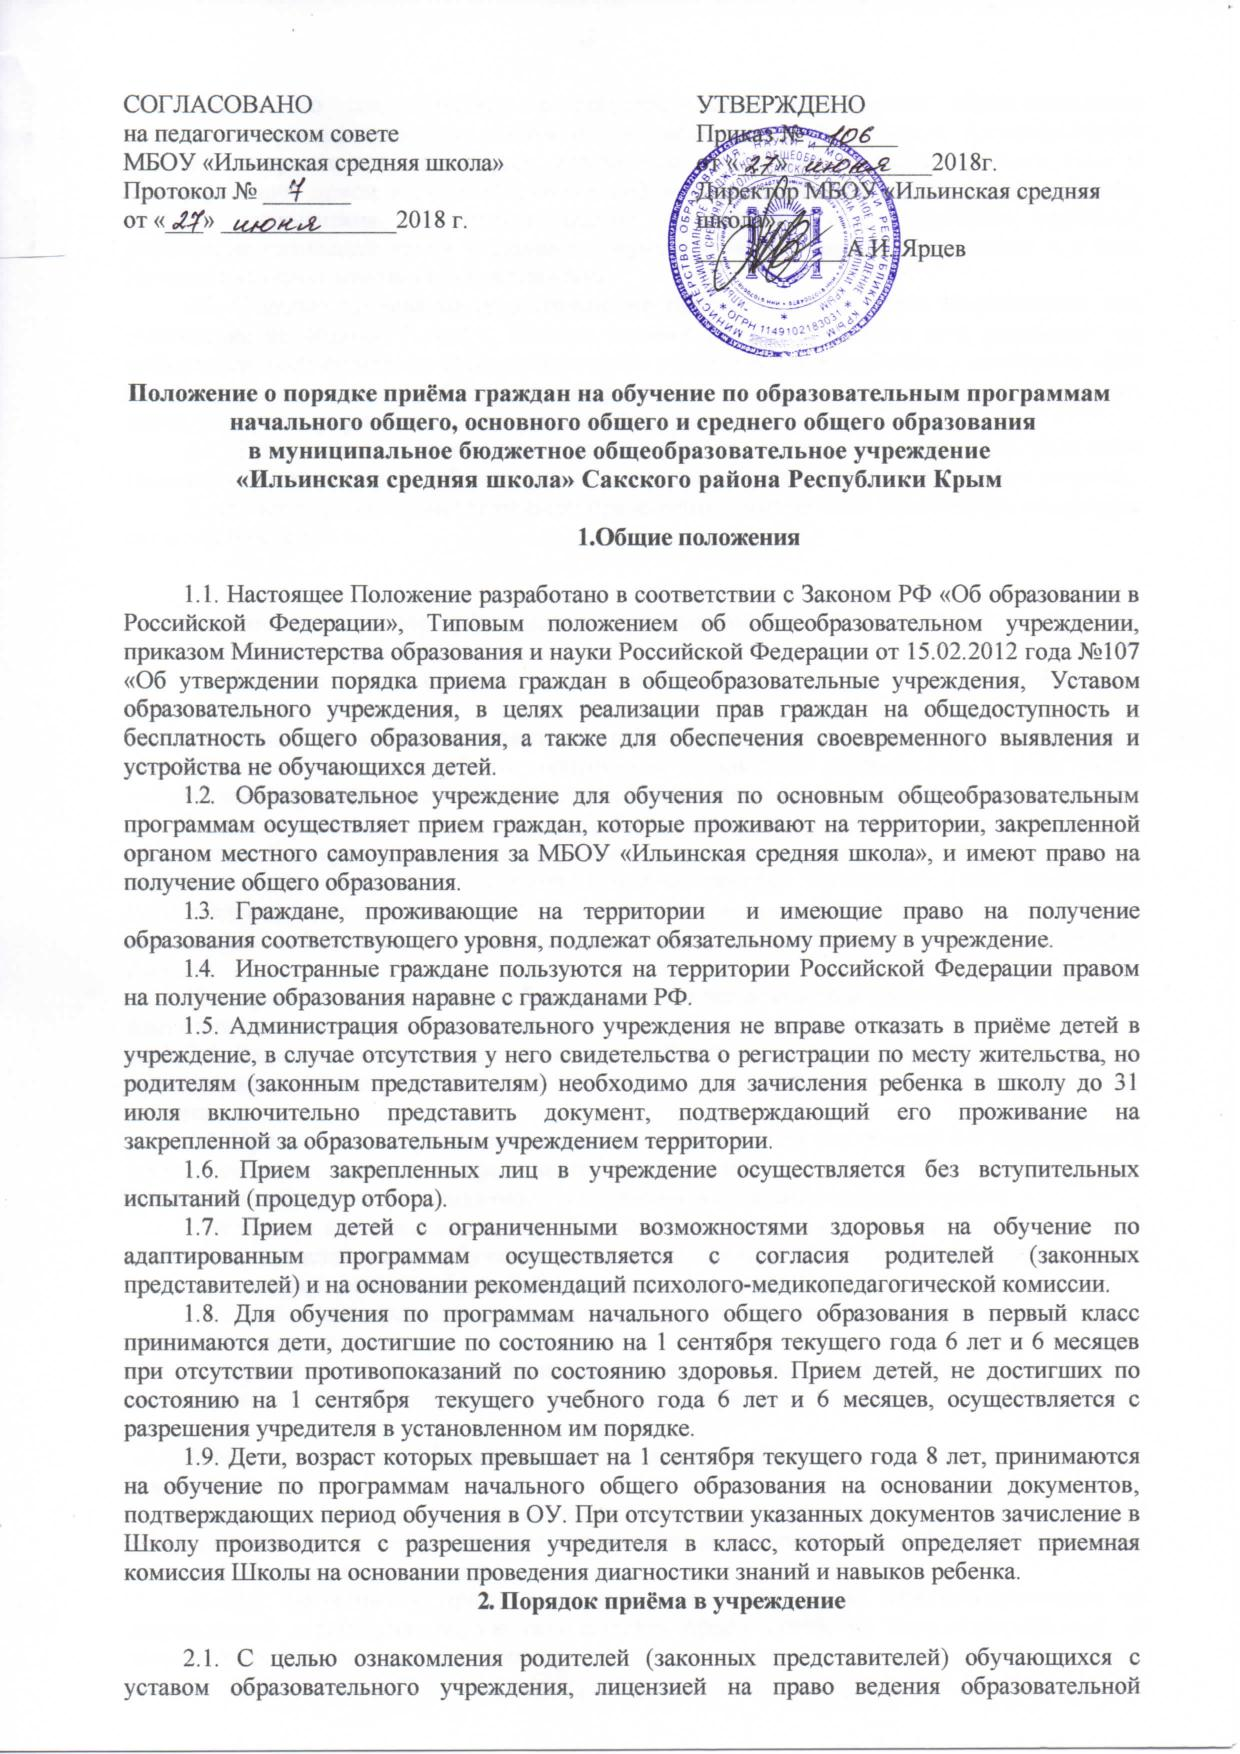 СОГЛАСОВАНО
на педагогическом совете
МБОУ «Ильинская средняя школа»
Протокол № 7
от «27» июня 2018 г.
УТВЕРЖДЕНО
Приказ № 106
от «27» июня 2018г.
Директор МБОУ «Ильинская средняя
школа»
А.И. Ярцев
МИНИСТЕРСТВО ОБРАЗОВАНИЯ, НАУКИ И МОЛОДЕЖИ РЕСПУБЛИКИ КРЫМ
* ОГРН 1149102183031 *
Положение о порядке приёма граждан на обучение по образовательным программам
начального общего, основного общего и среднего общего образования
в муниципальное бюджетное общеобразовательное учреждение
«Ильинская средняя школа» Сакского района Республики Крым
1.Общие положения
1.1. Настоящее Положение разработано в соответствии с Законом РФ «Об образовании в
Российской Федерации», Типовым положением об общеобразовательном учреждении,
приказом Министерства образования и науки Российской Федерации от 15.02.2012 года №107
«Об утверждении порядка приема граждан в общеобразовательные учреждения, Уставом
образовательного учреждения, в целях реализации прав граждан на общедоступность и
бесплатность общего образования, а также для обеспечения своевременного выявления и
устройства не обучающихся детей.
1.2. Образовательное учреждение для обучения по основным общеобразовательным
программам осуществляет прием граждан, которые проживают на территории, закрепленной
органом местного самоуправления за МБОУ «Ильинская средняя школа», и имеют право на
получение общего образования.
1.3. Граждане, проживающие на территории и имеющие право на получение
образования соответствующего уровня, подлежат обязательному приему в учреждение.
1.4. Иностранные граждане пользуются на территории Российской Федерации правом
на получение образования наравне с гражданами РФ.
1.5. Администрация образовательного учреждения не вправе отказать в приёме детей в
учреждение, в случае отсутствия у него свидетельства о регистрации по месту жительства, но
родителям (законным представителям) необходимо для зачисления ребенка в школу до 31
июля включительно представить документ, подтверждающий его проживание на
закрепленной за образовательным учреждением территории.
1.6. Прием закрепленных лиц в учреждение осуществляется без вступительных
испытаний (процедур отбора).
1.7. Прием детей с ограниченными возможностями здоровья на обучение по
адаптированным программам осуществляется с согласия родителей (законных
представителей) и на основании рекомендаций психолого-медикопедагогической комиссии.
1.8. Для обучения по программам начального общего образования в первый класс
принимаются дети, достигшие по состоянию на 1 сентября текущего года 6 лет и 6 месяцев
при отсутствии противопоказаний по состоянию здоровья. Прием детей, не достигших по
состоянию на 1 сентября текущего учебного года 6 лет и 6 месяцев, осуществляется с
разрешения учредителя в установленном им порядке.
1.9. Дети, возраст которых превышает на 1 сентября текущего года 8 лет, принимаются
на обучение по программам начального общего образования на основании документов,
подтверждающих период обучения в ОУ. При отсутствии указанных документов зачисление в
Школу производится с разрешения учредителя в класс, который определяет приемная
комиссия Школы на основании проведения диагностики знаний и навыков ребенка.
2. Порядок приёма в учреждение
2.1. С целью ознакомления родителей (законных представителей) обучающихся с
уставом образовательного учреждения, лицензией на право ведения образовательной